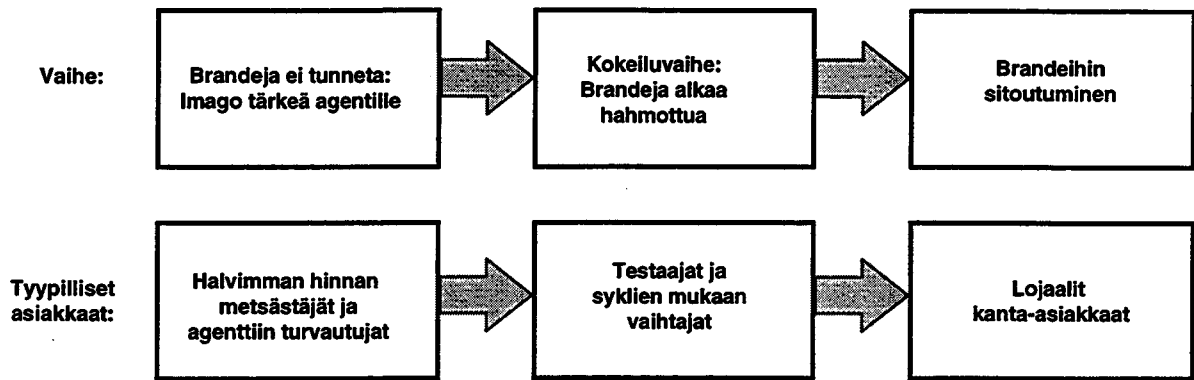 Vaihe:
Brandeja ei tunneta:
Imago tärkeä agentille
Kokeiluvaihe:
Brandeja alkaa
hahmottua
Brandeihin
sitoutuminen
Tyypilliset
asiakkaat:
Halvimman hinnan
metsästäjät ja
agenttiin turvautujat
Testaajat ja
syklien mukaan
vaihtajat
Lojaalit
kanta-asiakkaat